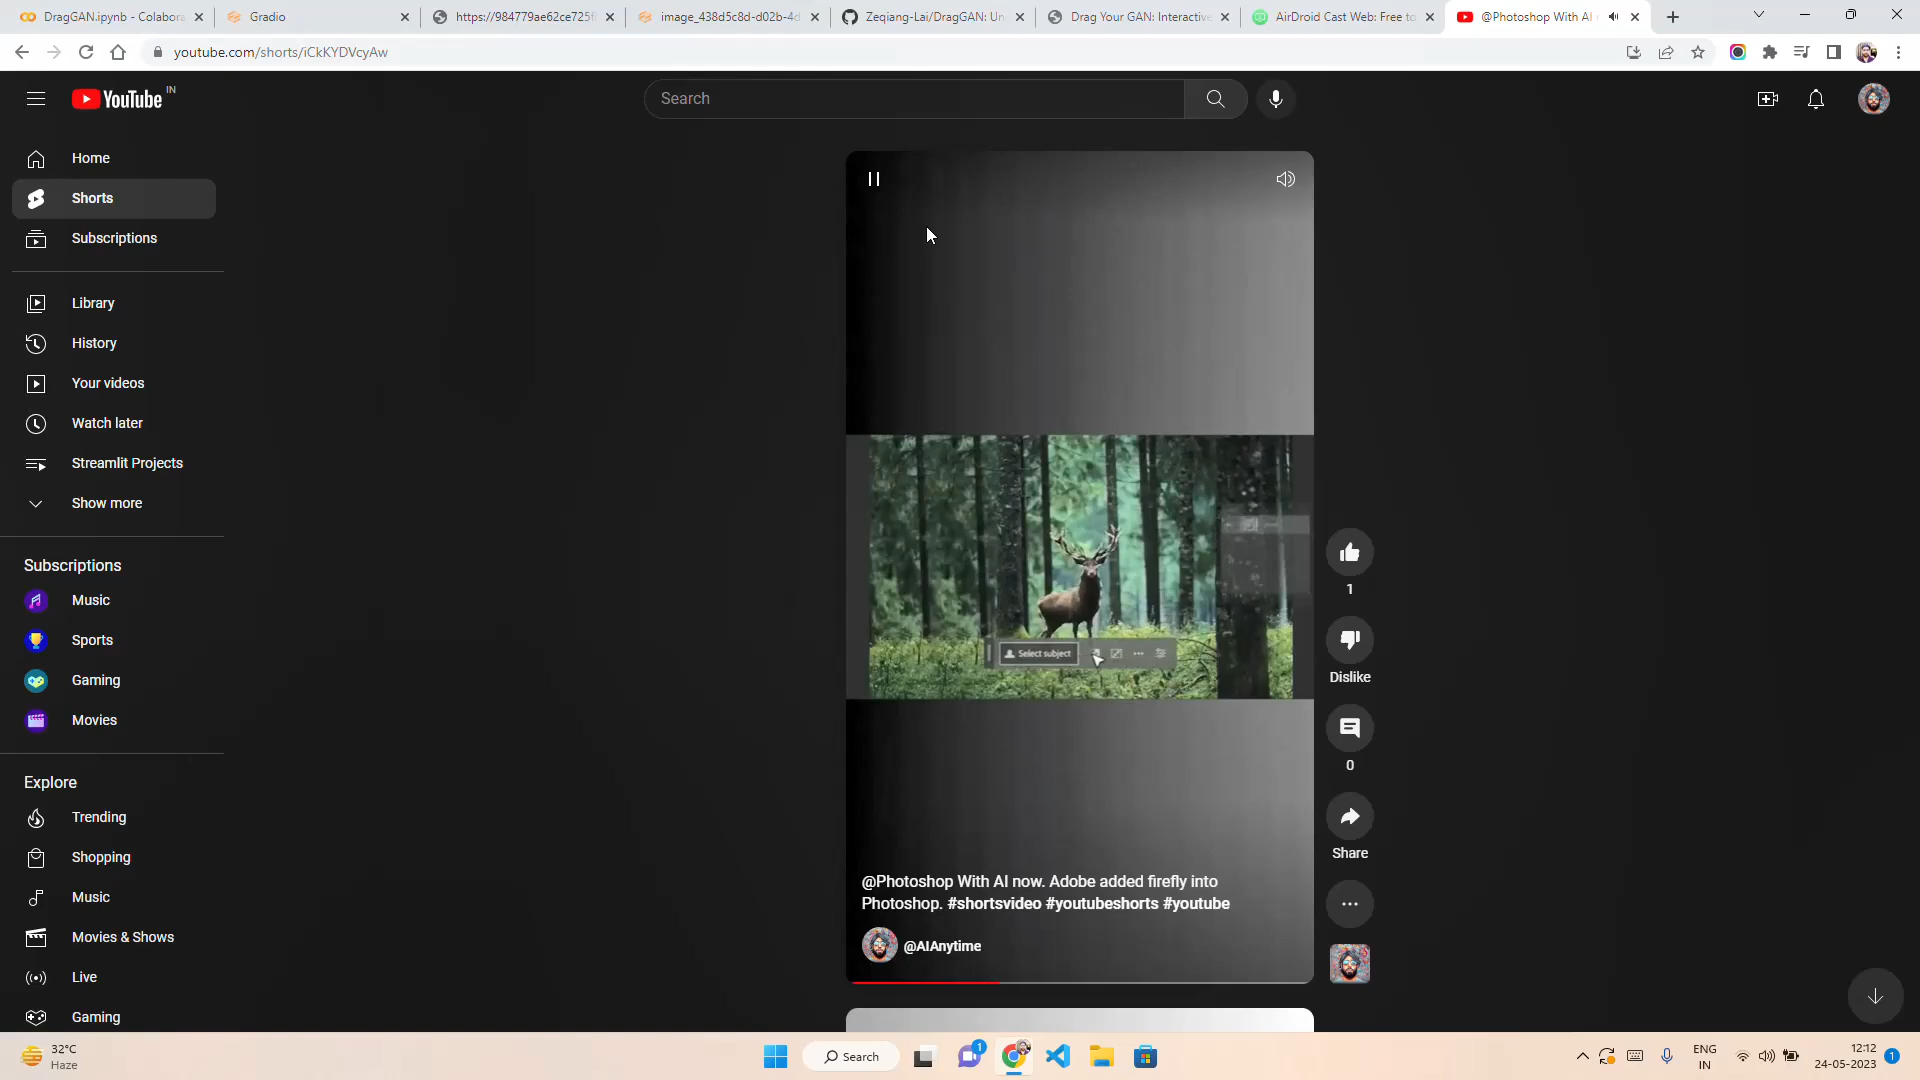 DragGAN.ipynb - Colabora
Gradio
https://984779ae62ce725f
image_438d5c8d-d02b-4d
Zeqiang-Lai/DragGAN: Un
Drag Your GAN: Interactive
AirDroid Cast Web: Free to
@Photoshop With AI
youtube.com/shorts/iCkKYDVcyAw
YouTube IN
Search
Home
Shorts
Subscriptions
Library
History
Your videos
Watch later
Streamlit Projects
Show more
Subscriptions
Music
Sports
Gaming
Movies
Explore
Trending
Shopping
Music
Movies & Shows
Live
Gaming
Select subject
1
Dislike
0
Share
@Photoshop With AI now. Adobe added firefly into
Photoshop. #shortsvideo #youtubeshorts #youtube
@AIAnytime
32°C
Haze
Search
1
ENG
IN
12:12
24-05-2023
1